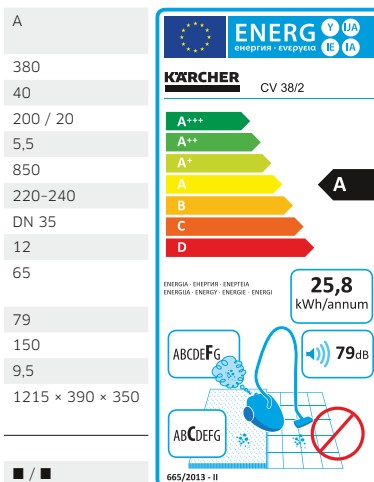 A
380
40
200 / 20
5,5
850
220–240
DN 35
12
65
79
150
9,5
1215 × 390 × 350
■ / ■
ENERG Y IJA
енергия · ενεργεια IE IA
KÄRCHER
CV 38/2
A+++
A++
A+
A
B
C
D
A
ENERGIA · ЕНЕРГИЯ · ΕΝΕΡΓΕΙΑ
ENERGIJA · ENERGY · ENERGIE · ENERGI
25,8
kWh/annum
ABCDEFG
79dB
ABCDEFG
665/2013 - II